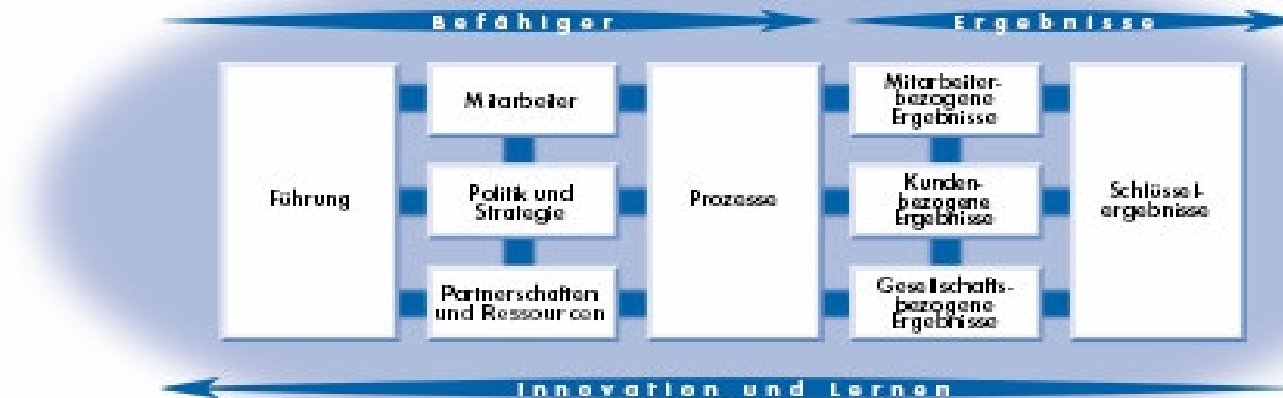 Befähiger
Ergebnisse
Führung
Mitarbeiter
Politik und
Strategie
Partnerschaften
und Ressourcen
Prozesse
Mitarbeiter-
bezogene
Ergebnisse
Kunden-
bezogene
Ergebnisse
Gesellschafts-
bezogene
Ergebnisse
Schlüssel-
ergebnisse
Innovation und Lernen